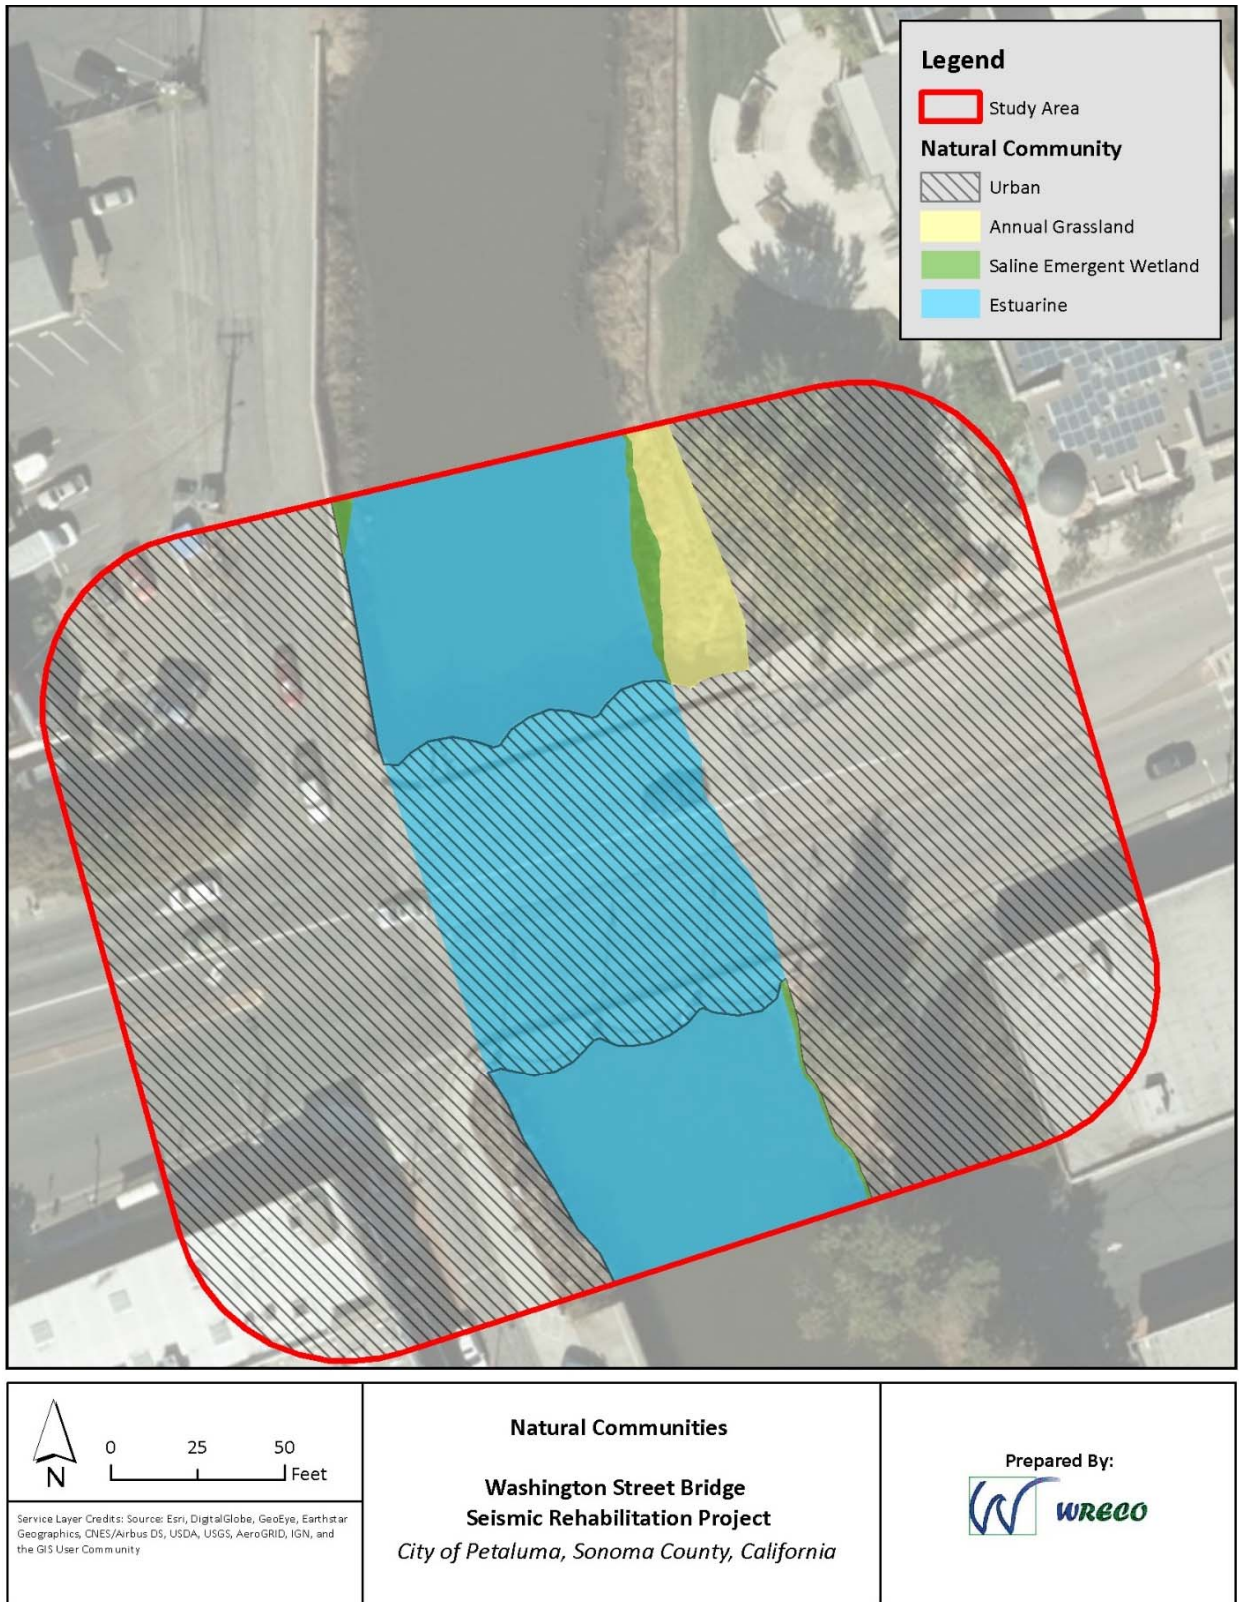 Legend
Study Area
Natural Community
Urban
Annual Grassland
Saline Emergent Wetland
Estuarine
N
0 25 50
Feet
Service Layer Credits: Source: Esri, DigitalGlobe, GeoEye, Earthstar
Geographics, CNES/Airbus DS, USDA, USGS, AeroGRID, IGN, and
the GIS User Community
Natural Communities
Washington Street Bridge
Seismic Rehabilitation Project
City of Petaluma, Sonoma County, California
Prepared By:
W WRECO